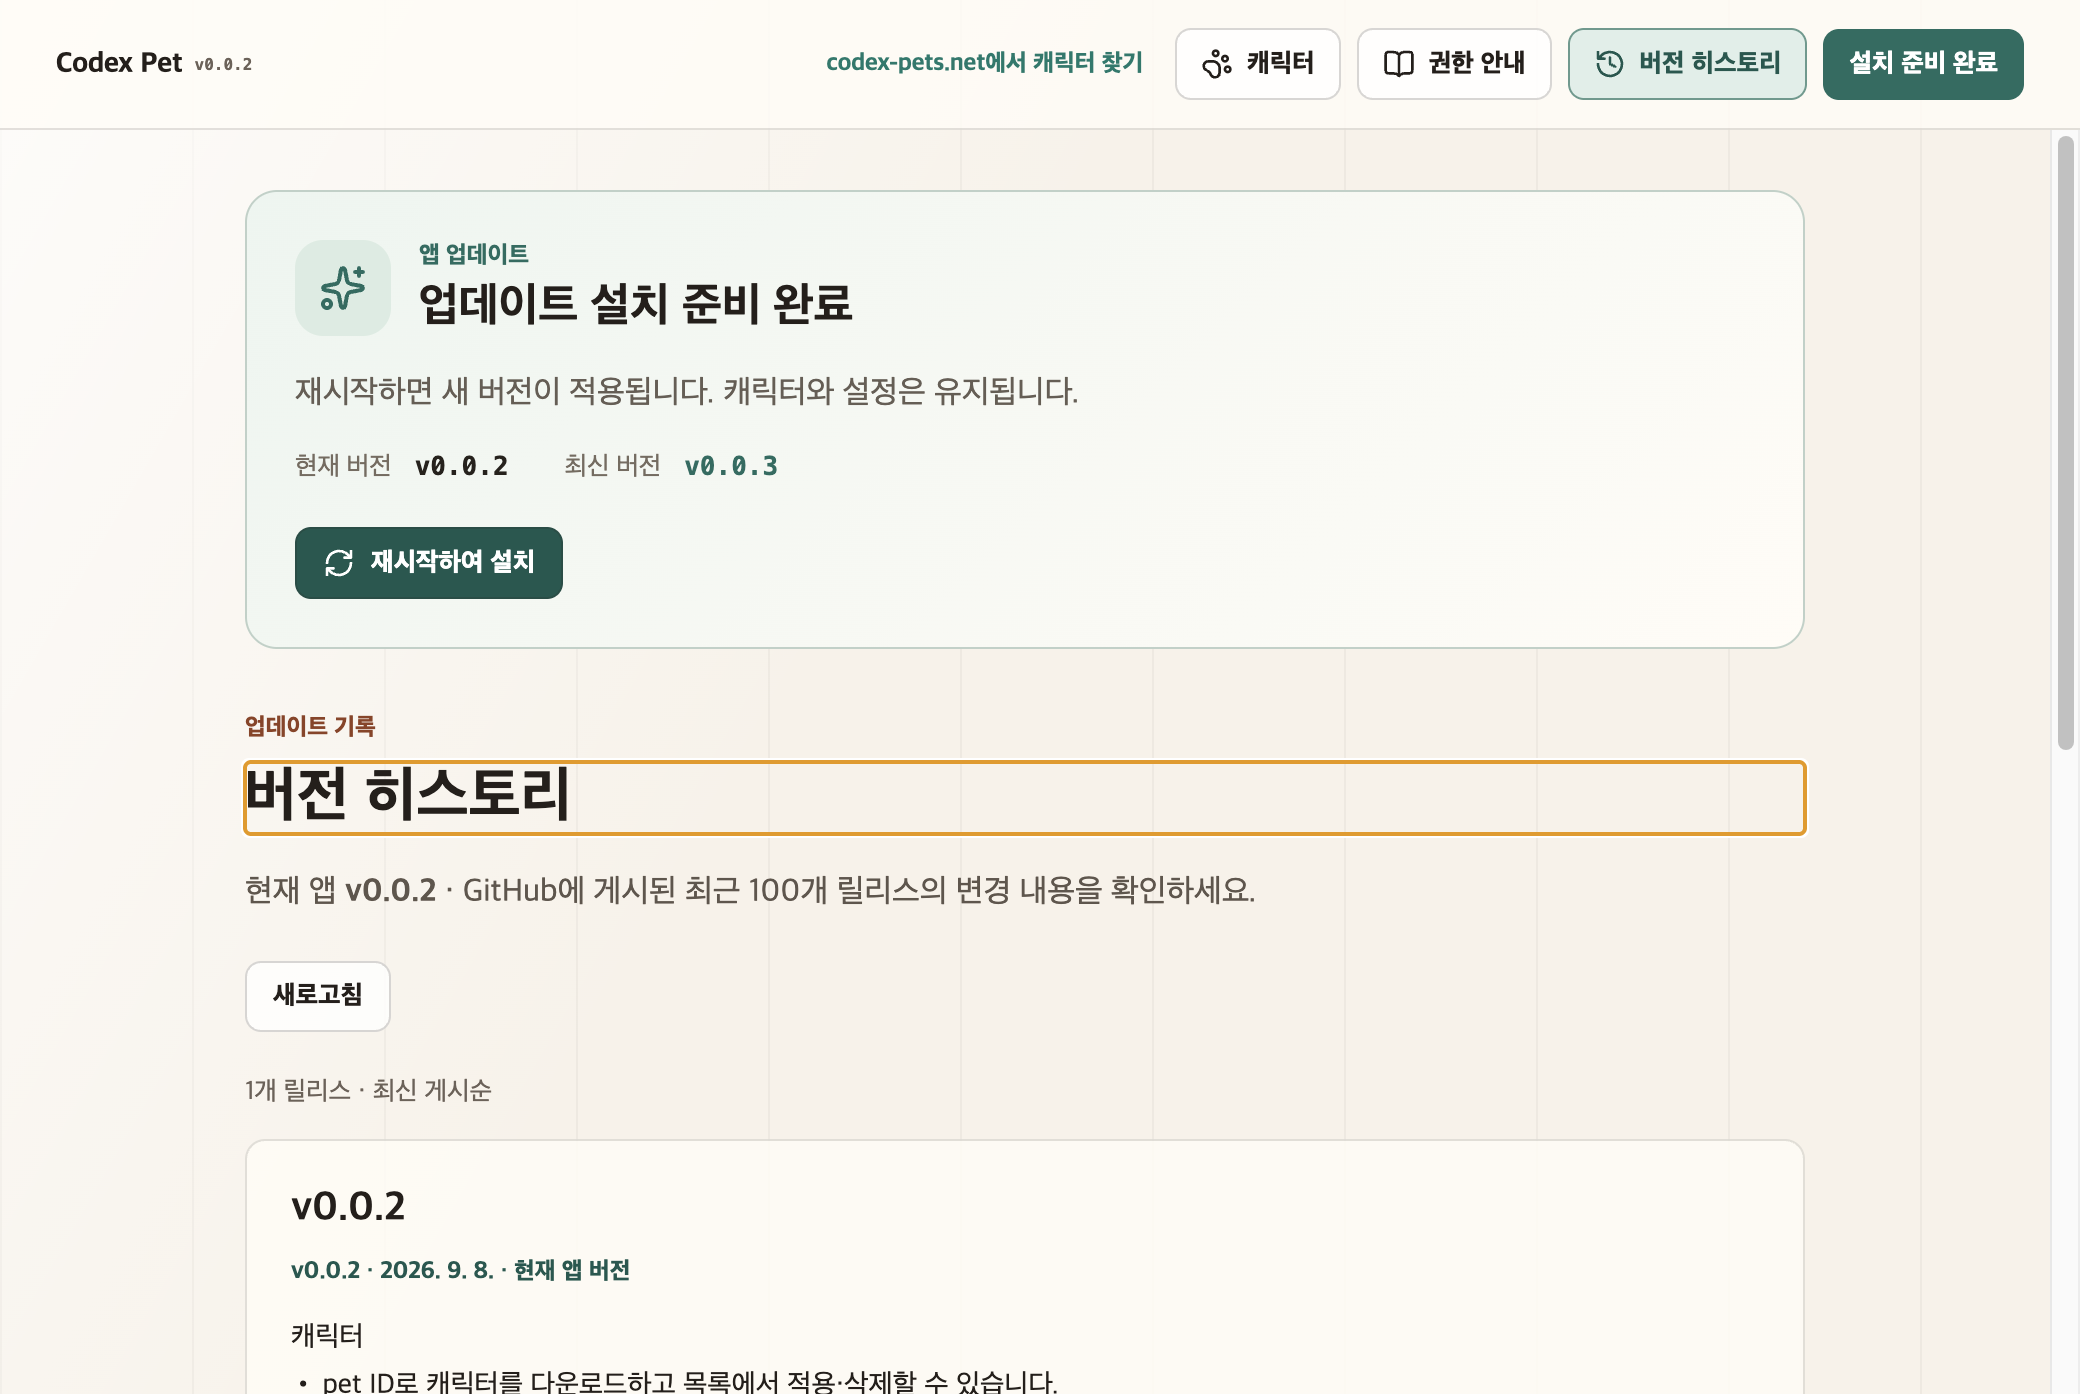 Codex Pet v0.0.2
codex-pets.net에서 캐릭터 찾기
캐릭터
권한 안내
버전 히스토리
설치 준비 완료
앱 업데이트
업데이트 설치 준비 완료
재시작하면 새 버전이 적용됩니다. 캐릭터와 설정은 유지됩니다.
현재 버전 v0.0.2 최신 버전 v0.0.3
재시작하여 설치
업데이트 기록
버전 히스토리
현재 앱 v0.0.2 · GitHub에 게시된 최근 100개 릴리스의 변경 내용을 확인하세요.
새로고침
1개 릴리스 · 최신 게시순
v0.0.2
v0.0.2 · 2026. 9. 8. · 현재 앱 버전
캐릭터
• pet ID로 캐릭터를 다운로드하고 목록에서 적용·삭제할 수 있습니다.